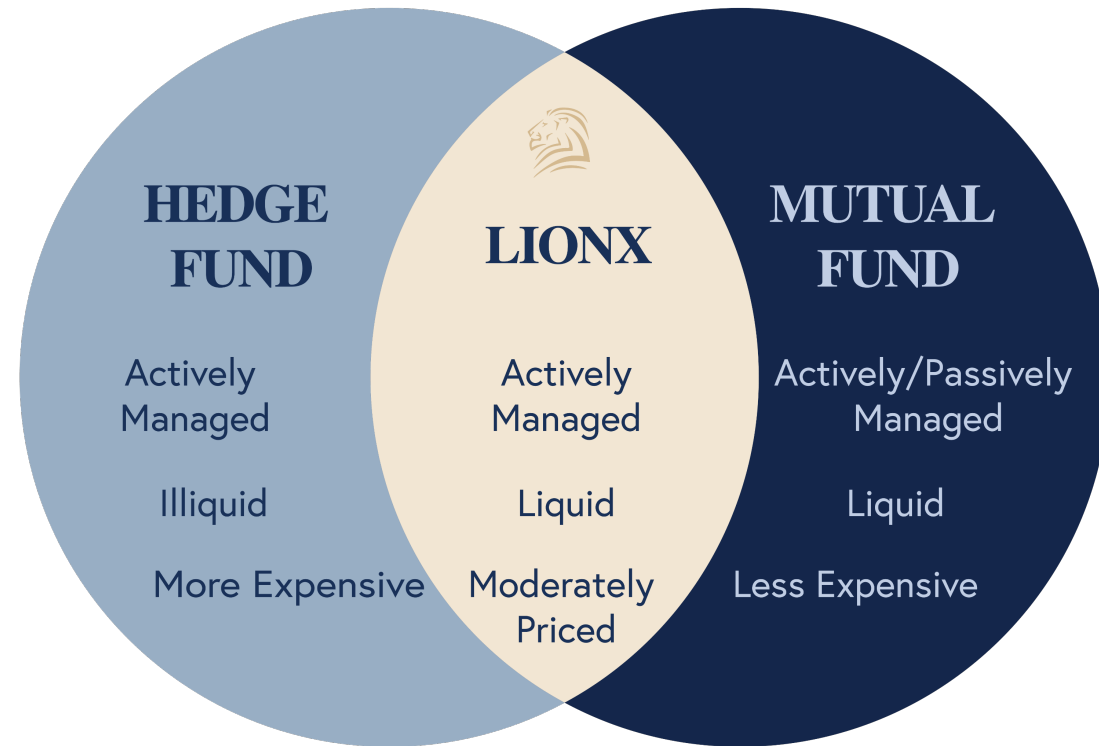 HEDGE
FUND
Actively
Managed
Illiquid
More Expensive
LIONX
Actively
Managed
Liquid
Moderately
Priced
MUTUAL
FUND
Actively/Passively
Managed
Liquid
Less Expensive